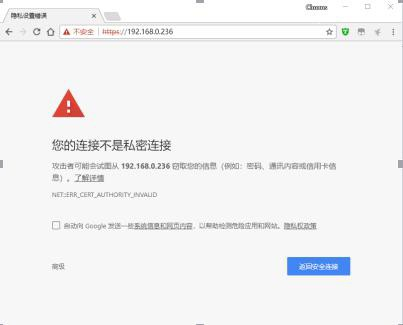 隐私设置错误
不安全 https://192.168.0.236
您的连接不是私密连接
攻击者可能会试图从 192.168.0.236 窃取您的信息（例如：密码、通讯内容或信用卡信
息）。了解详情
NET::ERR_CERT_AUTHORITY_INVALID
自动向 Google 发送一些系统信息和网页内容，以帮助检测危险应用和网站。隐私权政策
高级
返回安全连接